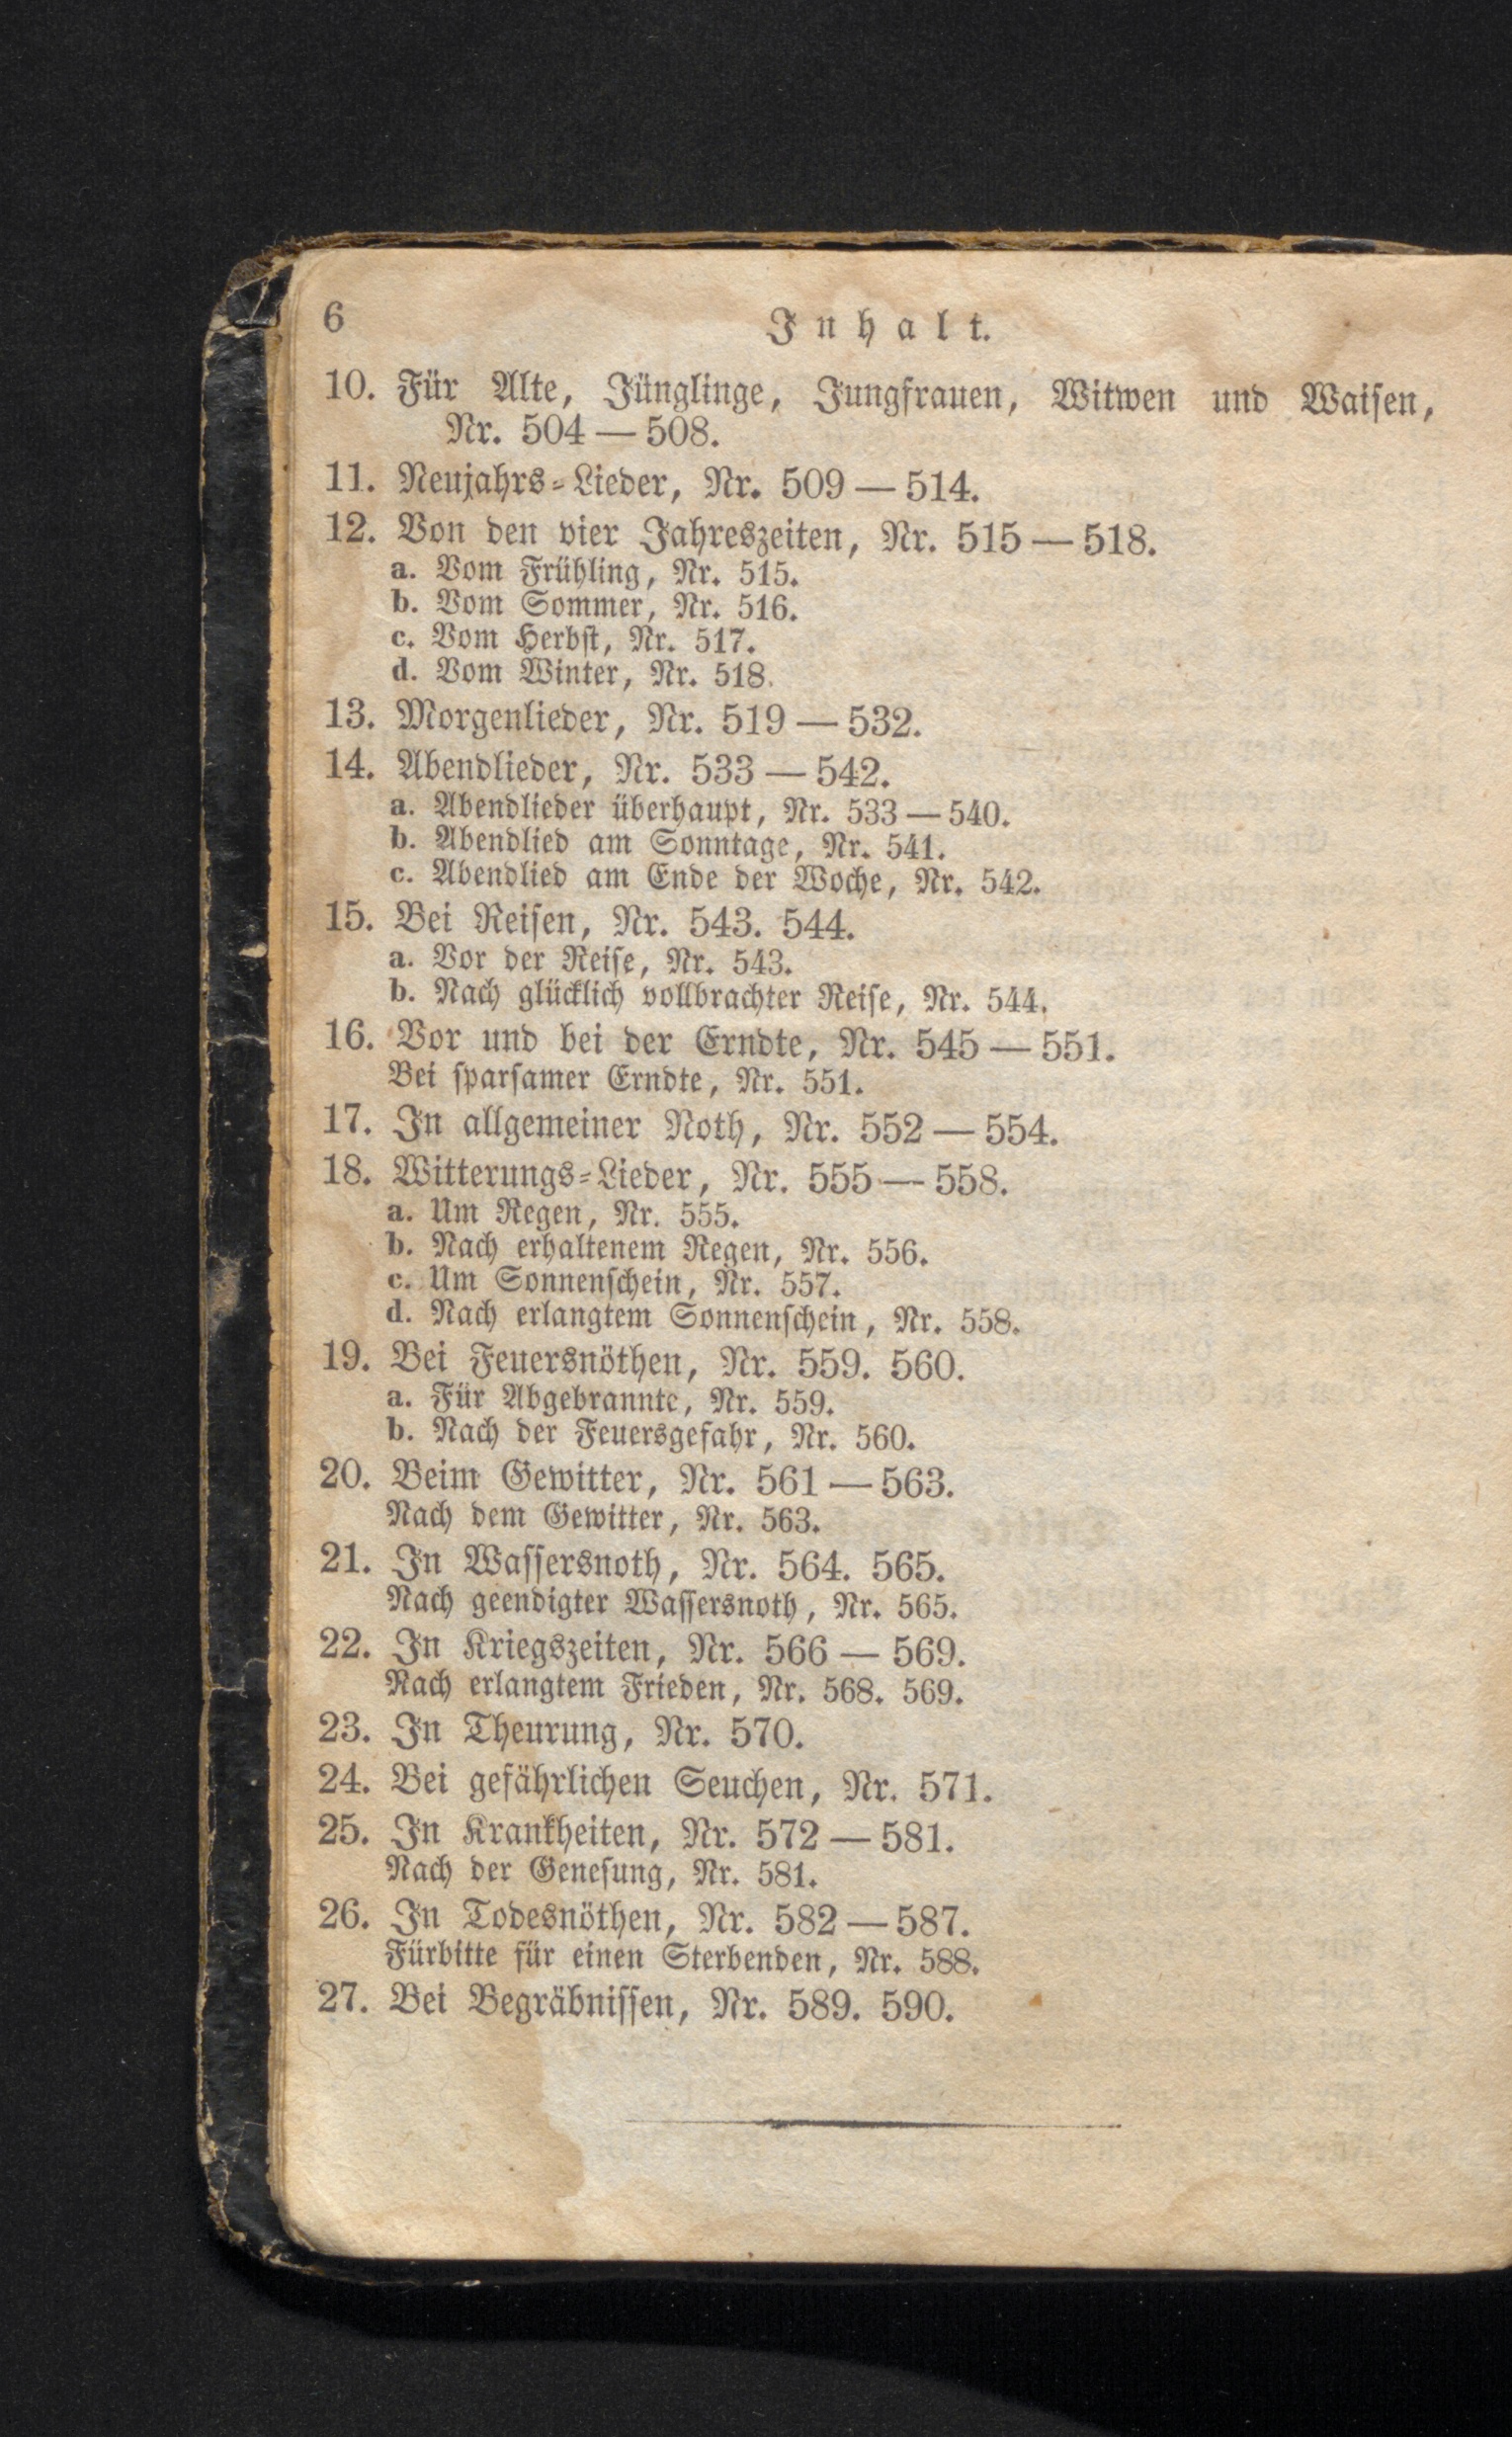 6
Inhalt.
10. Für Alte, Jünglinge, Jungfrauen, Witwen und Waisen,
Nr. 504 — 508.
11. Neujahrs-Lieder, Nr. 509 — 514.
12. Von den vier Jahreszeiten, Nr. 515 — 518.
a. Vom Frühling, Nr. 515.
b. Vom Sommer, Nr. 516.
c. Vom Herbst, Nr. 517.
d. Vom Winter, Nr. 518.
13. Morgenlieder, Nr. 519 — 532.
14. Abendlieder, Nr. 533 — 542.
a. Abendlieder überhaupt, Nr. 533 — 540.
b. Abendlied am Sonntage, Nr. 541.
c. Abendlied am Ende der Woche, Nr. 542.
15. Bei Reisen, Nr. 543. 544.
a. Vor der Reise, Nr. 543.
b. Nach glücklich vollbrachter Reise, Nr. 544.
16. Vor und bei der Erndte, Nr. 545 — 551.
Bei sparsamer Erndte, Nr. 551.
17. In allgemeiner Noth, Nr. 552 — 554.
18. Witterungs-Lieder, Nr. 555 — 558.
a. Um Regen, Nr. 555.
b. Nach erhaltenem Regen, Nr. 556.
c. Um Sonnenschein, Nr. 557.
d. Nach erlangtem Sonnenschein, Nr. 558.
19. Bei Feuersnöthen, Nr. 559. 560.
a. Für Abgebrannte, Nr. 559.
b. Nach der Feuersgefahr, Nr. 560.
20. Beim Gewitter, Nr. 561 — 563.
Nach dem Gewitter, Nr. 563.
21. In Wassersnoth, Nr. 564. 565.
Nach geendigter Wassersnoth, Nr. 565.
22. In Kriegszeiten, Nr. 566 — 569.
Nach erlangtem Frieden, Nr. 568. 569.
23. In Theurung, Nr. 570.
24. Bei gefährlichen Seuchen, Nr. 571.
25. In Krankheiten, Nr. 572 — 581.
Nach der Genesung, Nr. 581.
26. In Todesnöthen, Nr. 582 — 587.
Fürbitte für einen Sterbenden, Nr. 588.
27. Bei Begräbnissen, Nr. 589. 590.